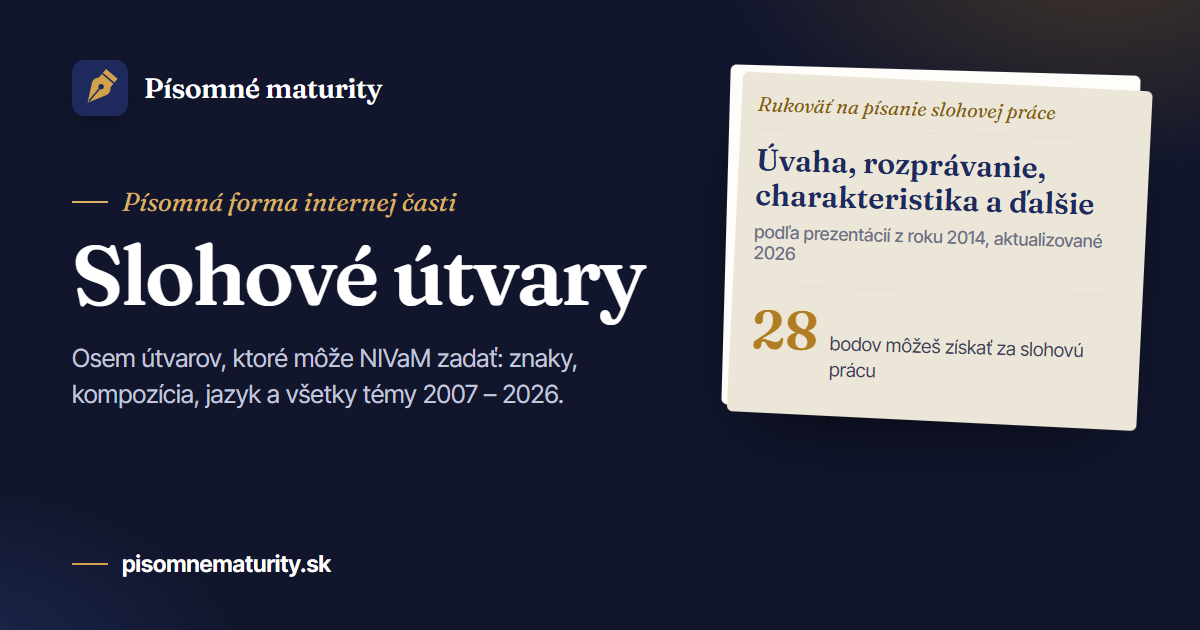 Písomné maturity
Písomná forma internej časti
Slohové útvary
Osem útvarov, ktoré môže NIVaM zadať: znaky,
kompozícia, jazyk a všetky témy 2007 – 2026.
pisomnematurity.sk
Rukoväť na písanie slohovej práce
Úvaha, rozprávanie,
charakteristika a ďalšie
podľa prezentácií z roku 2014, aktualizované
2026
28 bodov môžeš získať za slohovú
prácu